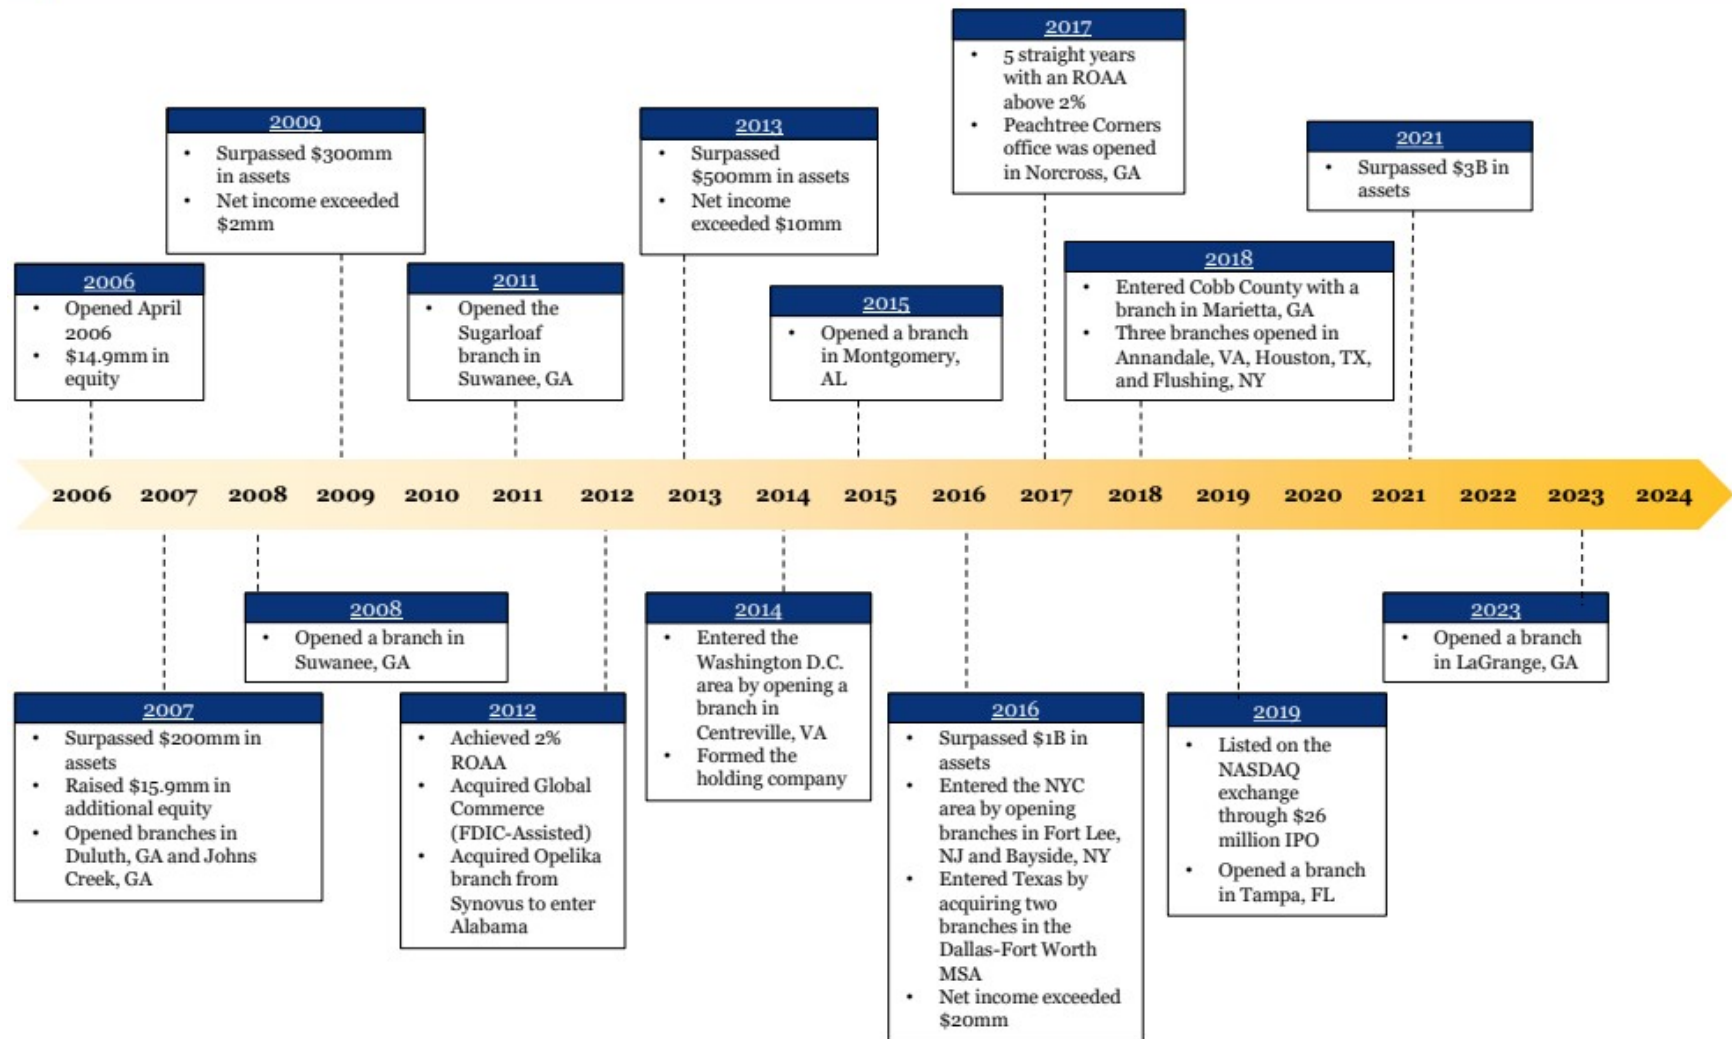 2017
• 5 straight years
with an ROAA
above 2%
• Peachtree Corners
office was opened
in Norcross, GA
2009
• Surpassed $300mm
in assets
• Net income exceeded
$2mm
2013
• Surpassed
$500mm in assets
• Net income
exceeded $10mm
2021
• Surpassed $3B in
assets
2006
• Opened April
2006
• $14.9mm in
equity
2011
• Opened the
Sugarloaf
branch in
Suwanee, GA
2015
• Opened a branch
in Montgomery,
AL
2018
• Entered Cobb County with a
branch in Marietta, GA
• Three branches opened in
Annandale, VA, Houston, TX,
and Flushing, NY
2006 2007 2008 2009 2010 2011 2012 2013 2014 2015 2016 2017 2018 2019 2020 2021 2022 2023 2024
2008
• Opened a branch in
Suwanee, GA
2014
• Entered the
Washington D.C.
area by opening a
branch in
Centreville, VA
• Formed the
holding company
2023
• Opened a branch
in LaGrange, GA
2007
• Surpassed $200mm in
assets
• Raised $15.9mm in
additional equity
• Opened branches in
Duluth, GA and Johns
Creek, GA
2012
• Achieved 2%
ROAA
• Acquired Global
Commerce
(FDIC-Assisted)
• Acquired Opelika
branch from
Synovus to enter
Alabama
2016
• Surpassed $1B in
assets
• Entered the NYC
area by opening
branches in Fort Lee,
NJ and Bayside, NY
• Entered Texas by
acquiring two
branches in the
Dallas-Fort Worth
MSA
• Net income exceeded
$20mm
2019
• Listed on the
NASDAQ
exchange
through $26
million IPO
• Opened a branch
in Tampa, FL